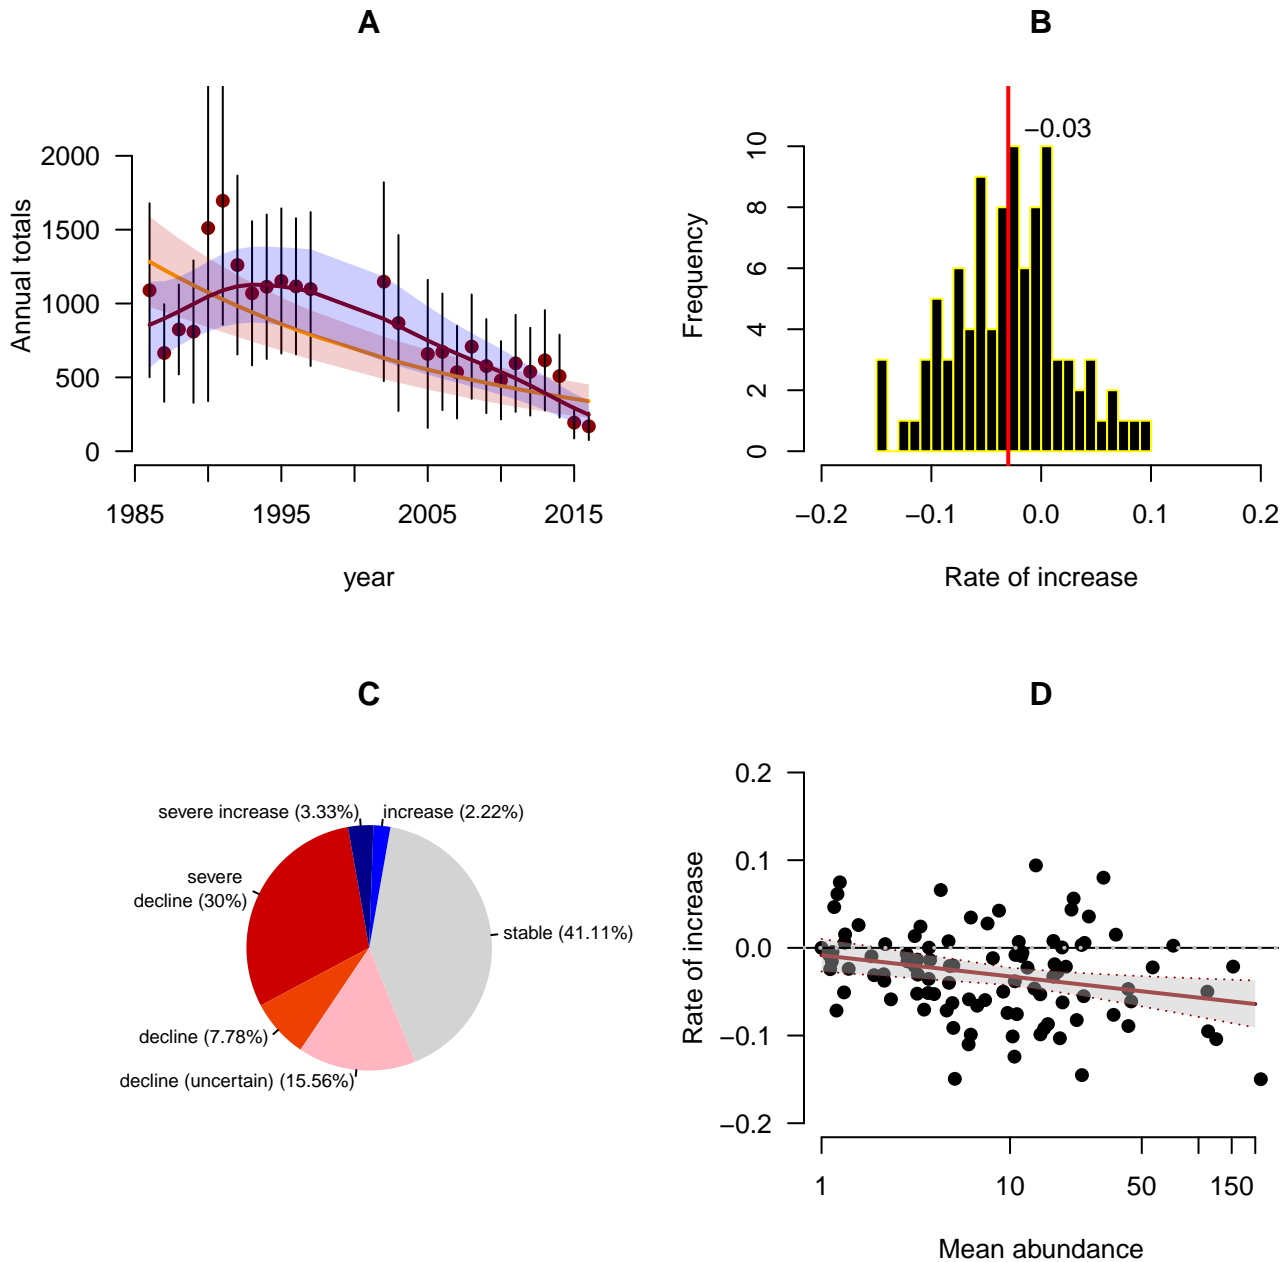 A
Annual totals
2000
1500
1000
500
0
1985 1995 2005 2015
year
B
Frequency
10
8
6
4
2
0
−0.03
−0.2 −0.1 0.0 0.1 0.2
Rate of increase
C
severe increase (3.33%)
increase (2.22%)
severe
decline (30%)
stable (41.11%)
decline (7.78%)
decline (uncertain) (15.56%)
D
Rate of increase
0.2
0.1
0.0
−0.1
−0.2
1 10 50 150
Mean abundance